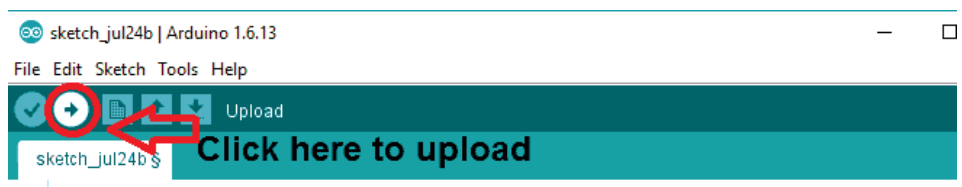 sketch_jul24b | Arduino 1.6.13
File Edit Sketch Tools Help
Upload
Click here to upload
sketch_jul24b §